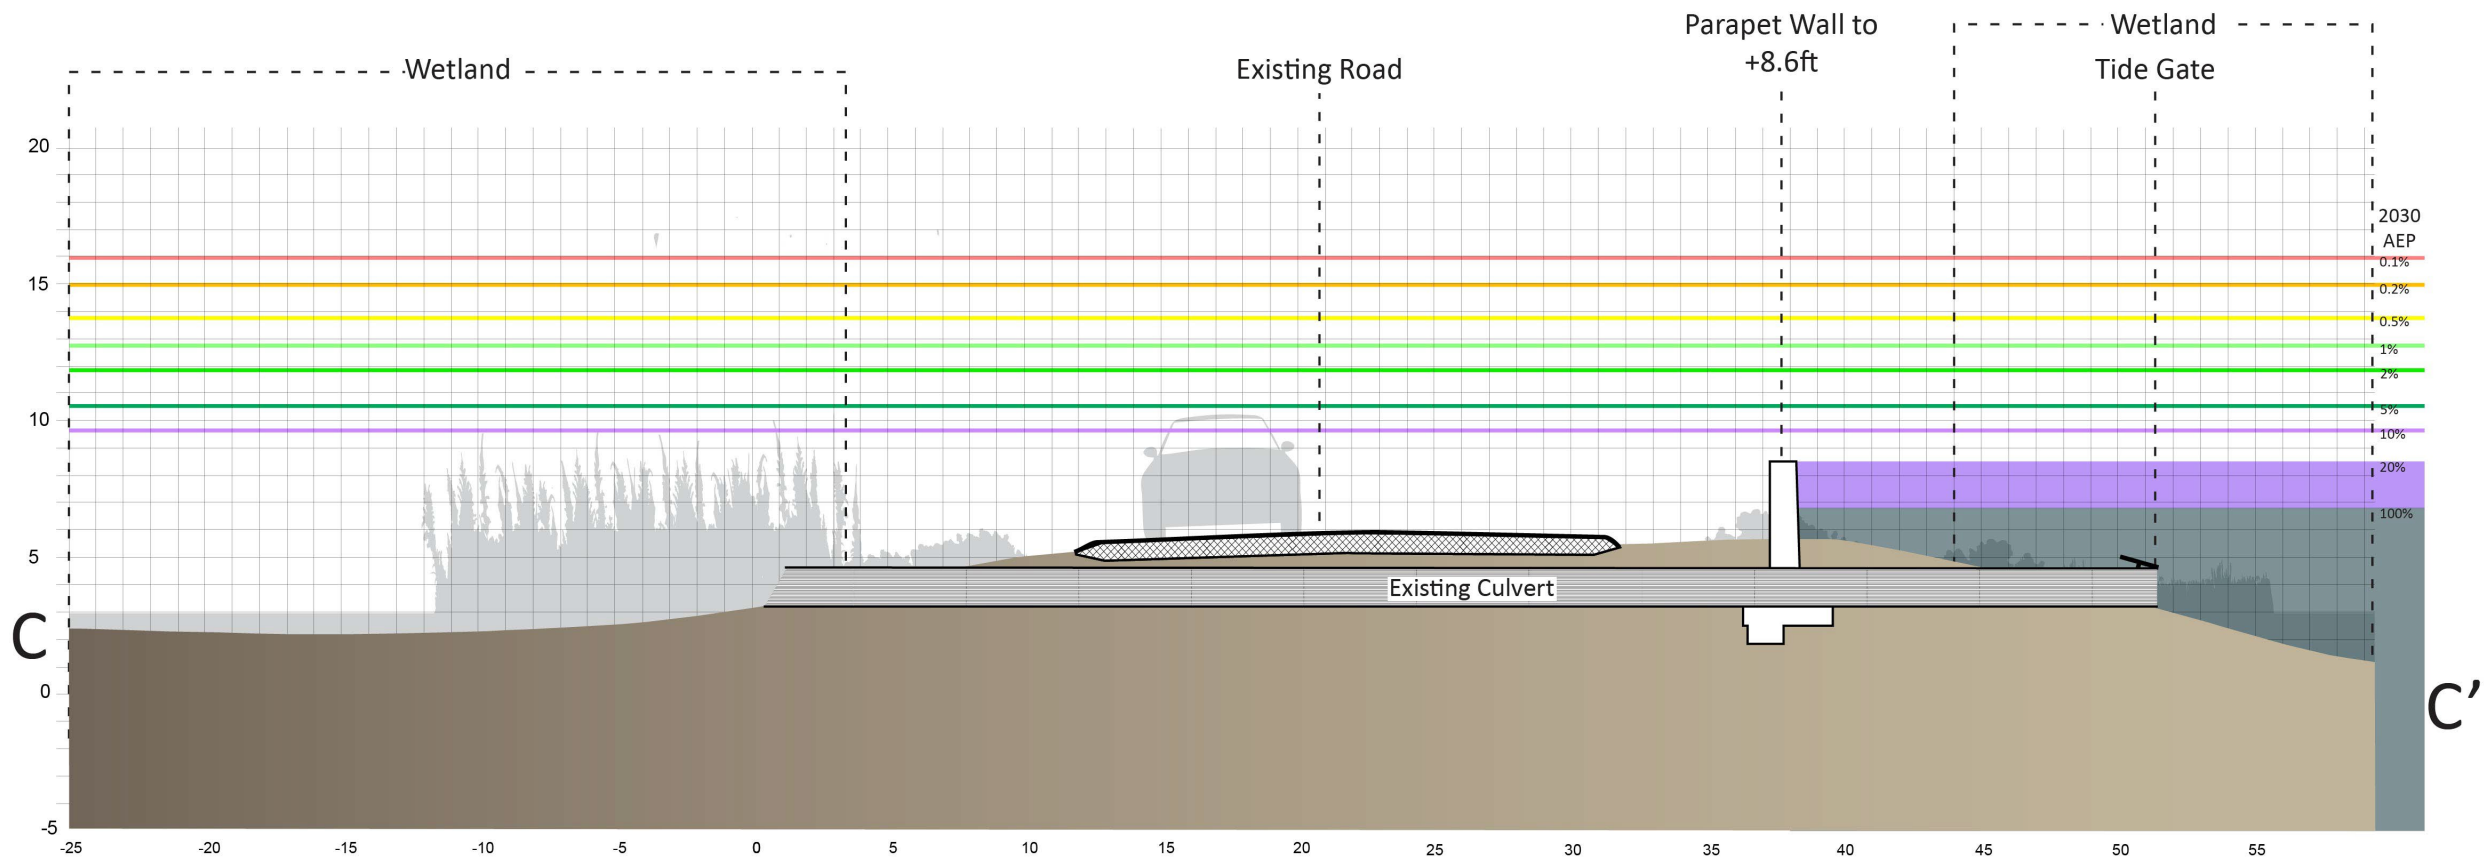 Parapet Wall to
+8.6ft
Wetland
Wetland
Existing Road
Tide Gate
20
15
10
5
0
-5
2030
AEP
0.1%
0.2%
0.5%
1%
2%
5%
10%
20%
100%
Existing Culvert
C
C’
-25 -20 -15 -10 -5 0 5 10 15 20 25 30 35 40 45 50 55